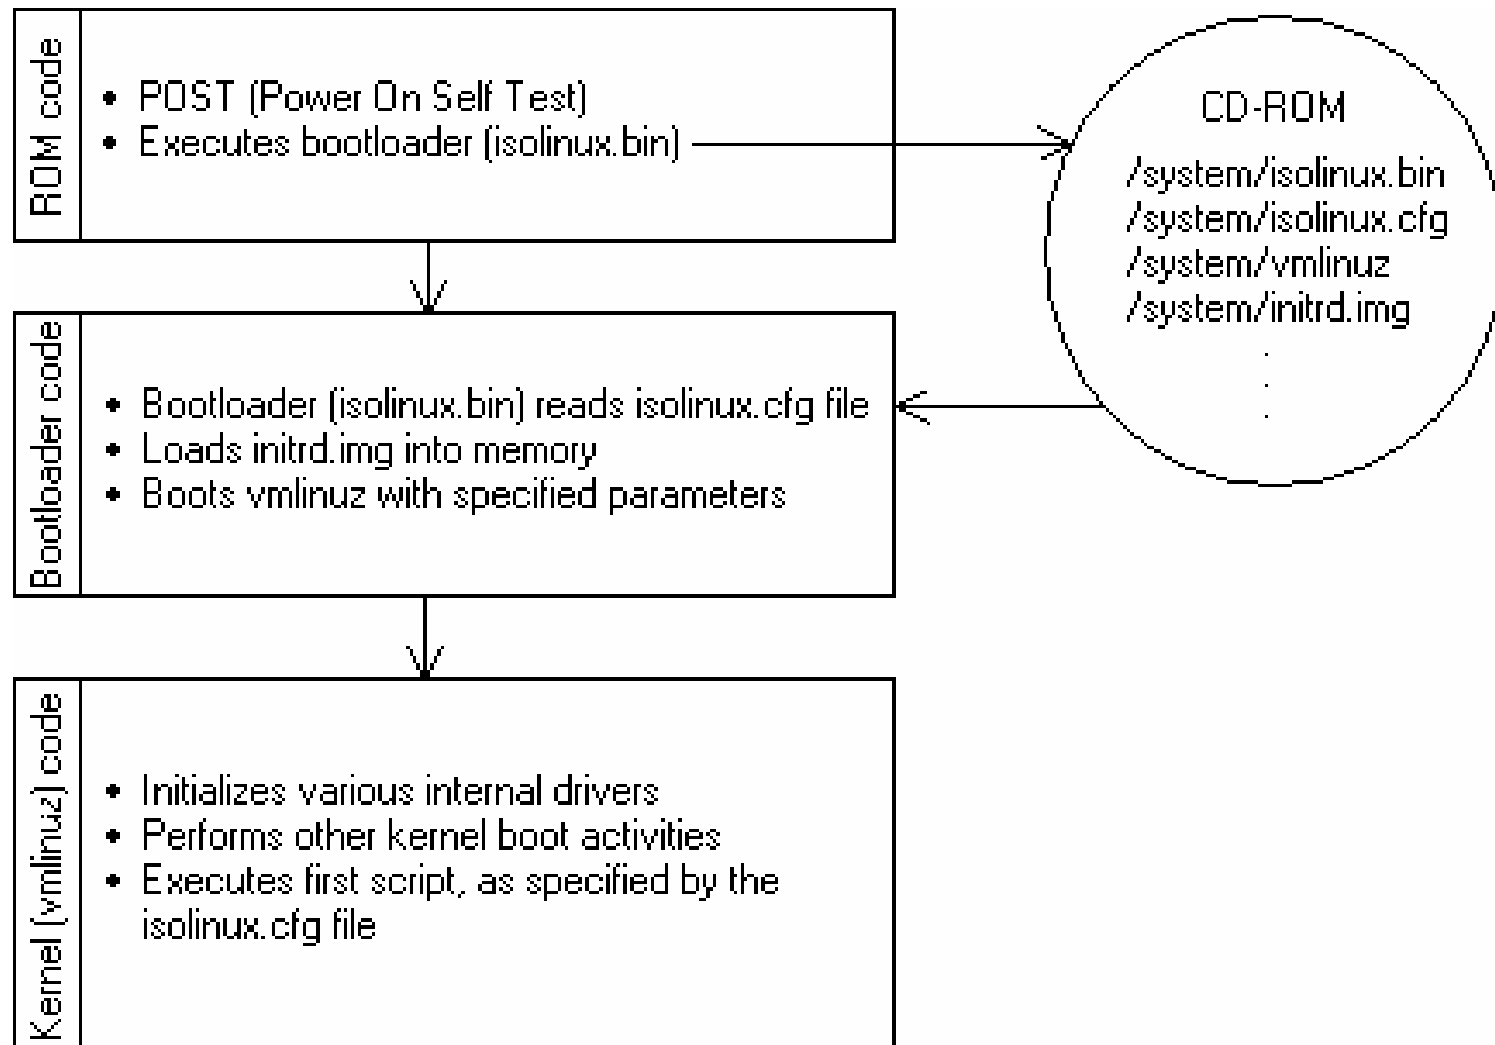 ROM code
• POST (Power On Self Test)
• Executes bootloader (isolinux.bin)
CD-ROM
/system/isolinux.bin
/system/isolinux.cfg
/system/vmlinuz
/system/initrd.img
.
.
.
Bootloader code
• Bootloader (isolinux.bin) reads isolinux.cfg file
• Loads initrd.img into memory
• Boots vmlinuz with specified parameters
Kernel (vmlinuz) code
• Initializes various internal drivers
• Performs other kernel boot activities
• Executes first script, as specified by the
isolinux.cfg file